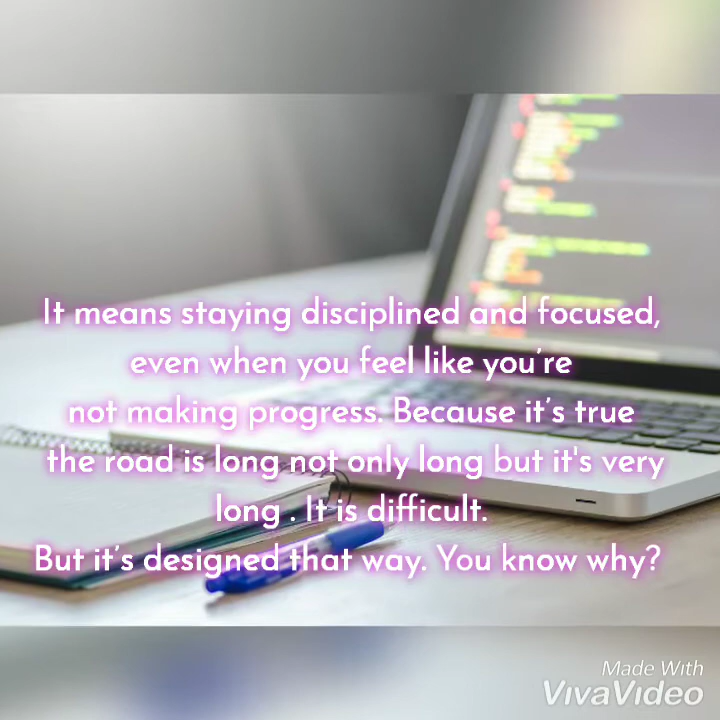 It means staying disciplined and focused,
even when you feel like you're
not making progress. Because it's true
the road is long not only long but it's very
long . It is difficult.
But it's designed that way. You know why?
Made With
VivaVideo